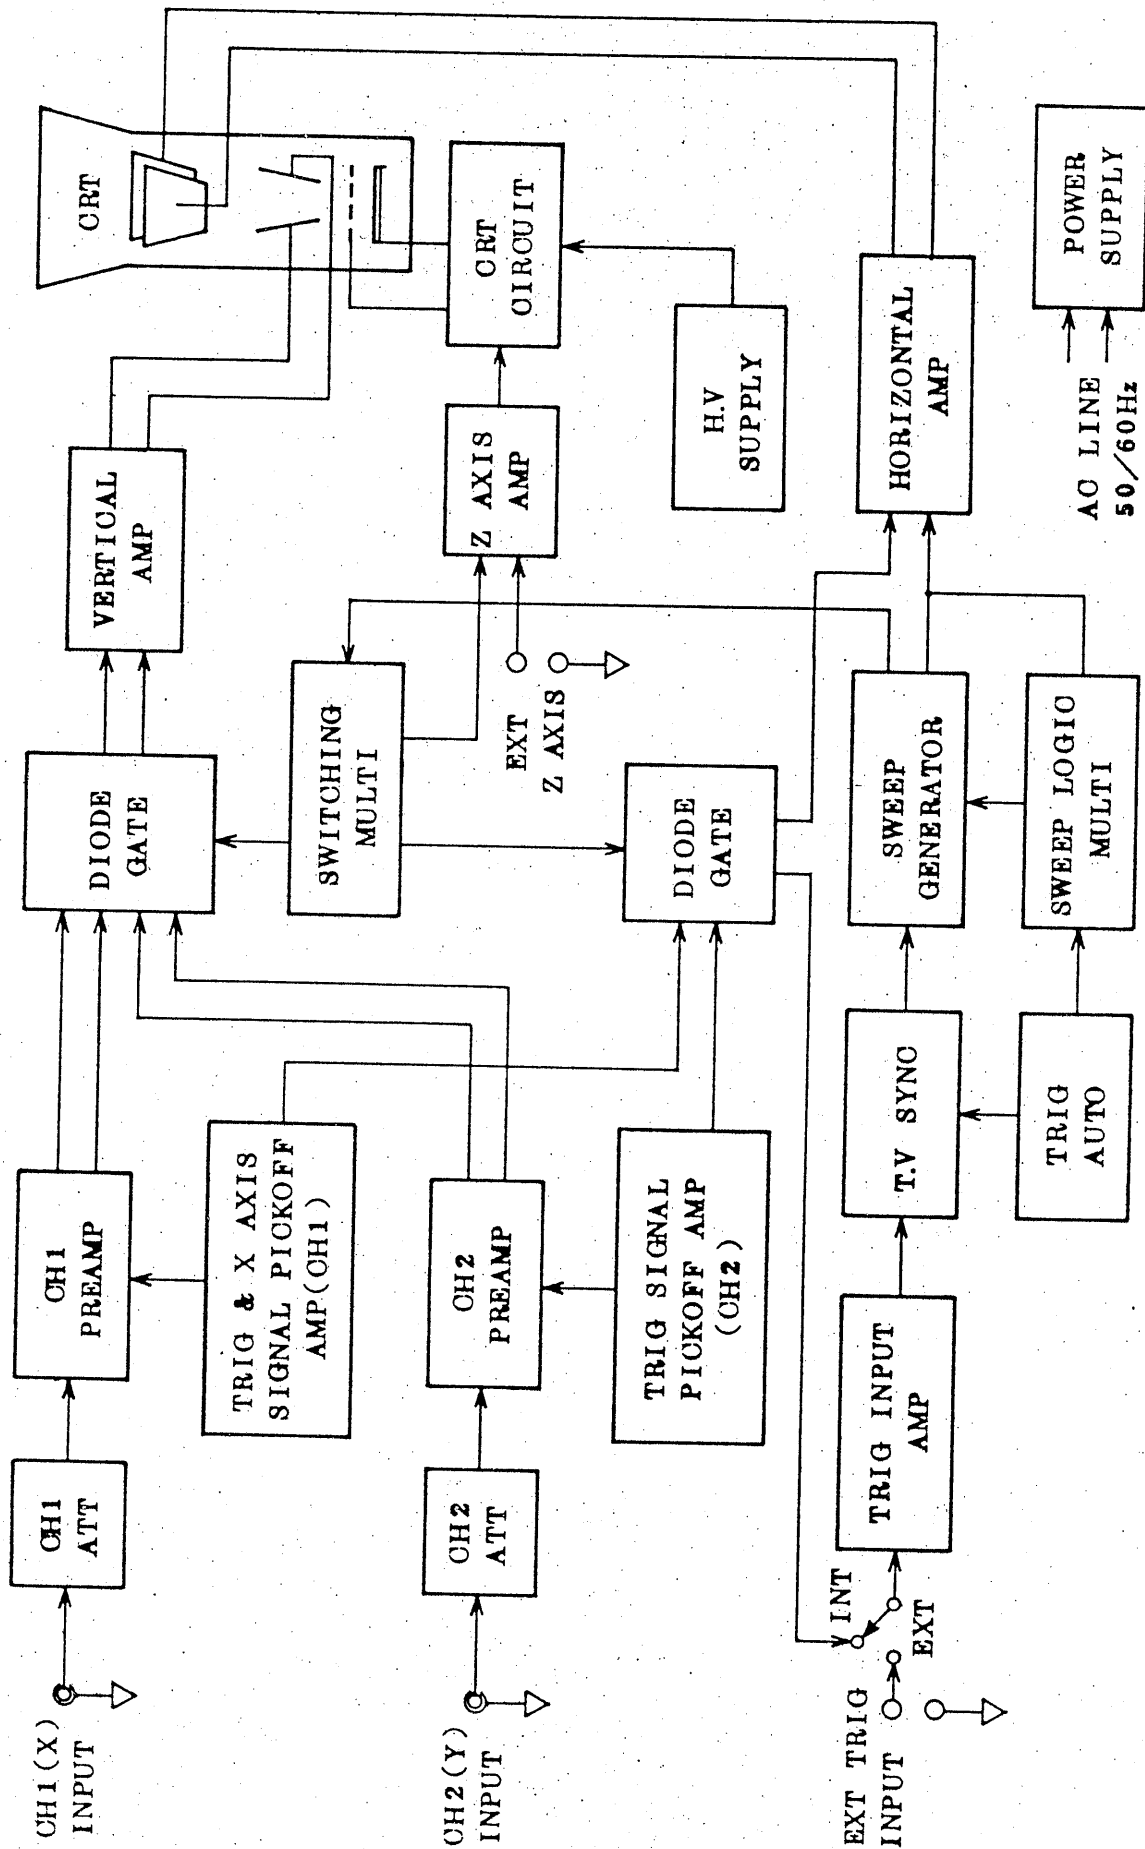 CH1(X)
INPUT
CH1
ATT
CH1
PREAMP
DIODE
GATE
VERTICAL
AMP
CRT
TRIG & X AXIS
SIGNAL PICKOFF
AMP(CH1)
SWITCHING
MULTI
CH2(Y)
INPUT
CH2
ATT
CH2
PREAMP
EXT
Z AXIS
Z AXIS
AMP
CRT
CIRCUIT
TRIG SIGNAL
PICKOFF AMP
(CH2)
DIODE
GATE
H.V
SUPPLY
EXT TRIG
INPUT
INT
EXT
TRIG INPUT
AMP
T.V SYNC
SWEEP
GENERATOR
HORIZONTAL
AMP
TRIG
AUTO
SWEEP LOGIC
MULTI
AC LINE
50/60Hz
POWER
SUPPLY